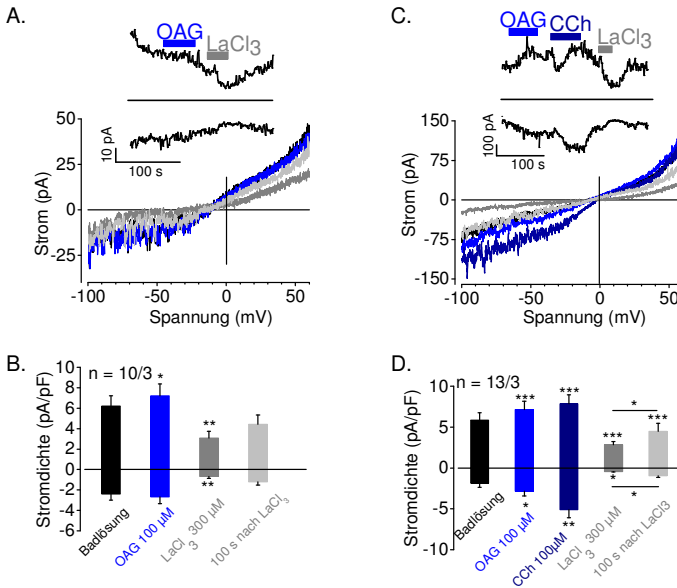 A.
OAG
LaCl3
10 pA
100 s
Strom (pA)
50
25
0
-25
-100
-50
0
50
Spannung (mV)
B.
n = 10/3
Stromdichte (pA/pF)
10
8
6
4
2
0
-2
-4
-6
*
**
**
Badlösung
OAG 100 µM
LaCl3 300 µM
100 s nach LaCl3
C.
OAG
CCh
LaCl3
100 pA
100 s
Strom (pA)
150
75
0
-75
-150
-100
-50
0
50
Spannung (mV)
D.
n = 13/3
Stromdichte (pA/pF)
10
5
0
-5
-10
***
***
***
*
***
*
**
*
*
Badlösung
OAG 100 µM
CCh 100µM
LaCl3 300 µM
100 s nach LaCl3